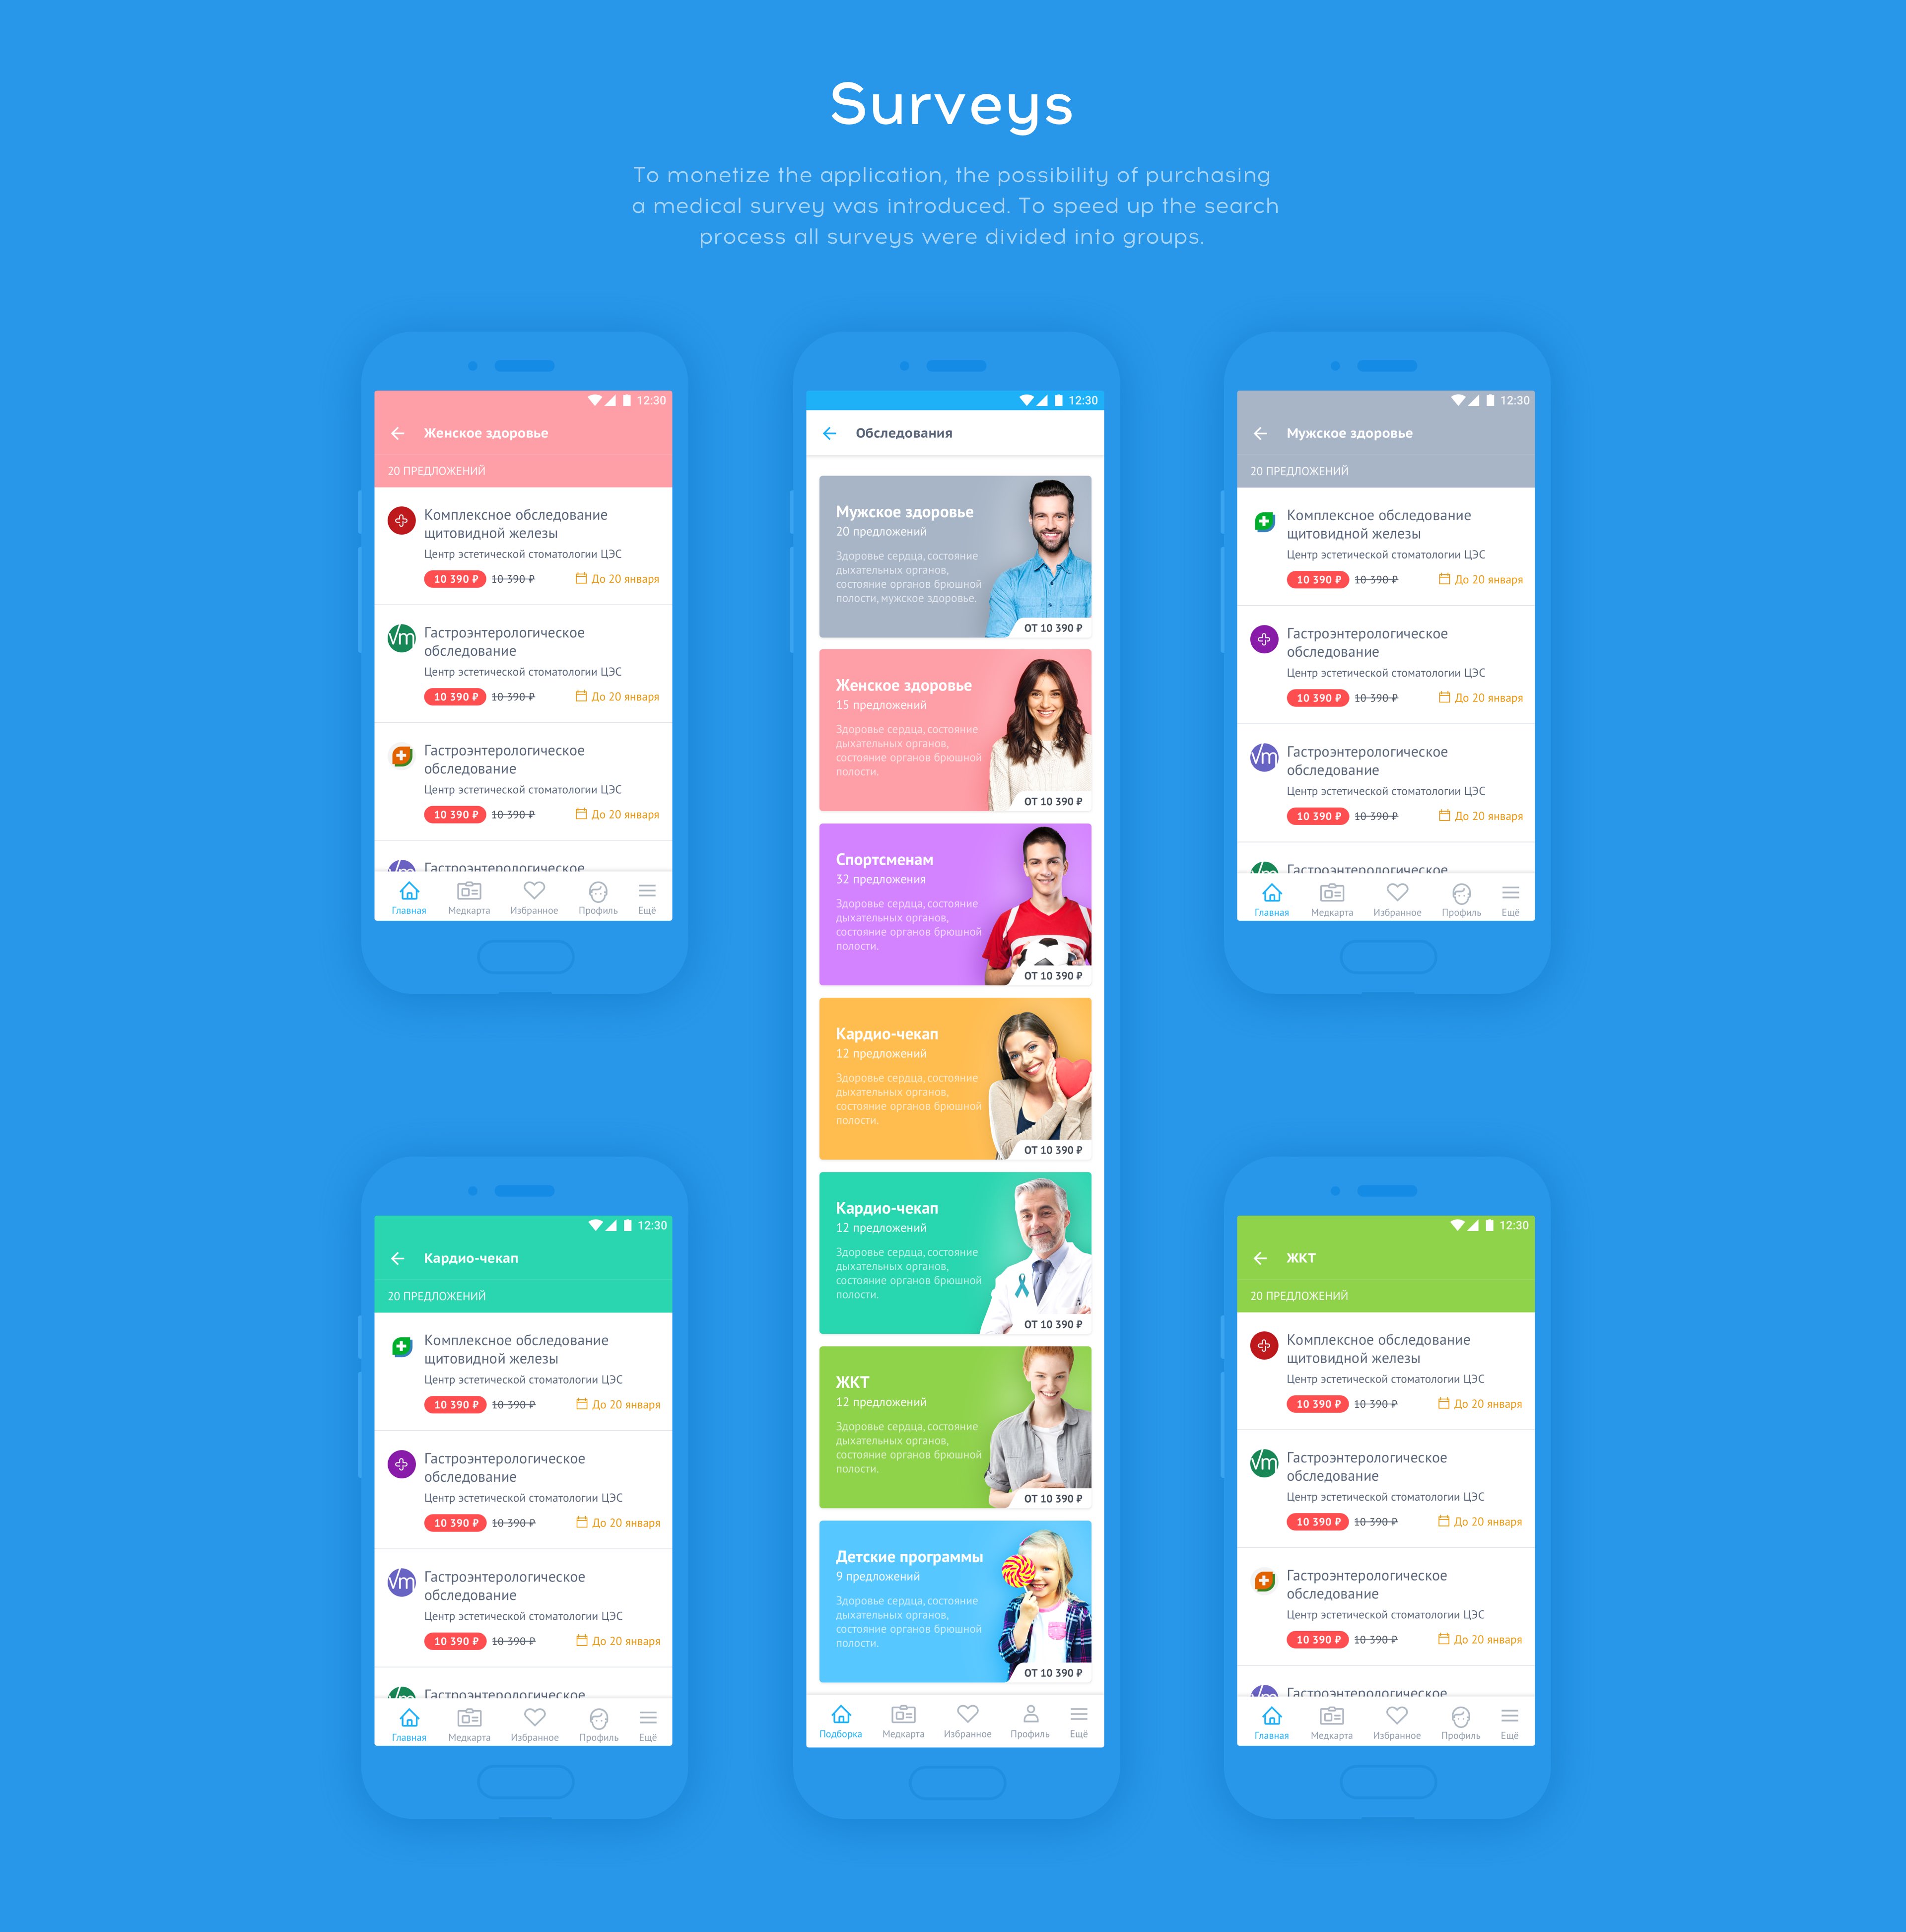 Surveys
To monetize the application, the possibility of purchasing
a medical survey was introduced. To speed up the search
process all surveys were divided into groups.
12:30
Женское здоровье
20 ПРЕДЛОЖЕНИЙ
Комплексное обследование
щитовидной железы
Центр эстетической стоматологии ЦЭС
10 390 ₽ 10 390 ₽ До 20 января
Vm
Гастроэнтерологическое
обследование
Центр эстетической стоматологии ЦЭС
10 390 ₽ 10 390 ₽ До 20 января
Гастроэнтерологическое
обследование
Центр эстетической стоматологии ЦЭС
10 390 ₽ 10 390 ₽ До 20 января
Гастроэнтерологическое
Главная Медкарта Избранное Профиль Ещё
12:30
Обследования
Мужское здоровье
20 предложений
Здоровье сердца, состояние
дыхательных органов,
состояние органов брюшной
полости, мужское здоровье.
ОТ 10 390 ₽
Женское здоровье
15 предложений
Здоровье сердца, состояние
дыхательных органов,
состояние органов брюшной
полости.
ОТ 10 390 ₽
Спортсменам
32 предложения
Здоровье сердца, состояние
дыхательных органов,
состояние органов брюшной
полости.
ОТ 10 390 ₽
Кардио-чекап
12 предложений
Здоровье сердца, состояние
дыхательных органов,
состояние органов брюшной
полости.
ОТ 10 390 ₽
Кардио-чекап
12 предложений
Здоровье сердца, состояние
дыхательных органов,
состояние органов брюшной
полости.
ОТ 10 390 ₽
ЖКТ
12 предложений
Здоровье сердца, состояние
дыхательных органов,
состояние органов брюшной
полости.
ОТ 10 390 ₽
Детские программы
9 предложений
Здоровье сердца, состояние
дыхательных органов,
состояние органов брюшной
полости.
ОТ 10 390 ₽
Подборка Медкарта Избранное Профиль Ещё
12:30
Мужское здоровье
20 ПРЕДЛОЖЕНИЙ
Комплексное обследование
щитовидной железы
Центр эстетической стоматологии ЦЭС
10 390 ₽ 10 390 ₽ До 20 января
Гастроэнтерологическое
обследование
Центр эстетической стоматологии ЦЭС
10 390 ₽ 10 390 ₽ До 20 января
Vm
Гастроэнтерологическое
обследование
Центр эстетической стоматологии ЦЭС
10 390 ₽ 10 390 ₽ До 20 января
Гастроэнтерологическое
Главная Медкарта Избранное Профиль Ещё
12:30
Кардио-чекап
20 ПРЕДЛОЖЕНИЙ
Комплексное обследование
щитовидной железы
Центр эстетической стоматологии ЦЭС
10 390 ₽ 10 390 ₽ До 20 января
Гастроэнтерологическое
обследование
Центр эстетической стоматологии ЦЭС
10 390 ₽ 10 390 ₽ До 20 января
Vm
Гастроэнтерологическое
обследование
Центр эстетической стоматологии ЦЭС
10 390 ₽ 10 390 ₽ До 20 января
Гастроэнтерологическое
Главная Медкарта Избранное Профиль Ещё
12:30
ЖКТ
20 ПРЕДЛОЖЕНИЙ
Комплексное обследование
щитовидной железы
Центр эстетической стоматологии ЦЭС
10 390 ₽ 10 390 ₽ До 20 января
Vm
Гастроэнтерологическое
обследование
Центр эстетической стоматологии ЦЭС
10 390 ₽ 10 390 ₽ До 20 января
Гастроэнтерологическое
обследование
Центр эстетической стоматологии ЦЭС
10 390 ₽ 10 390 ₽ До 20 января
Гастроэнтерологическое
Главная Медкарта Избранное Профиль Ещё